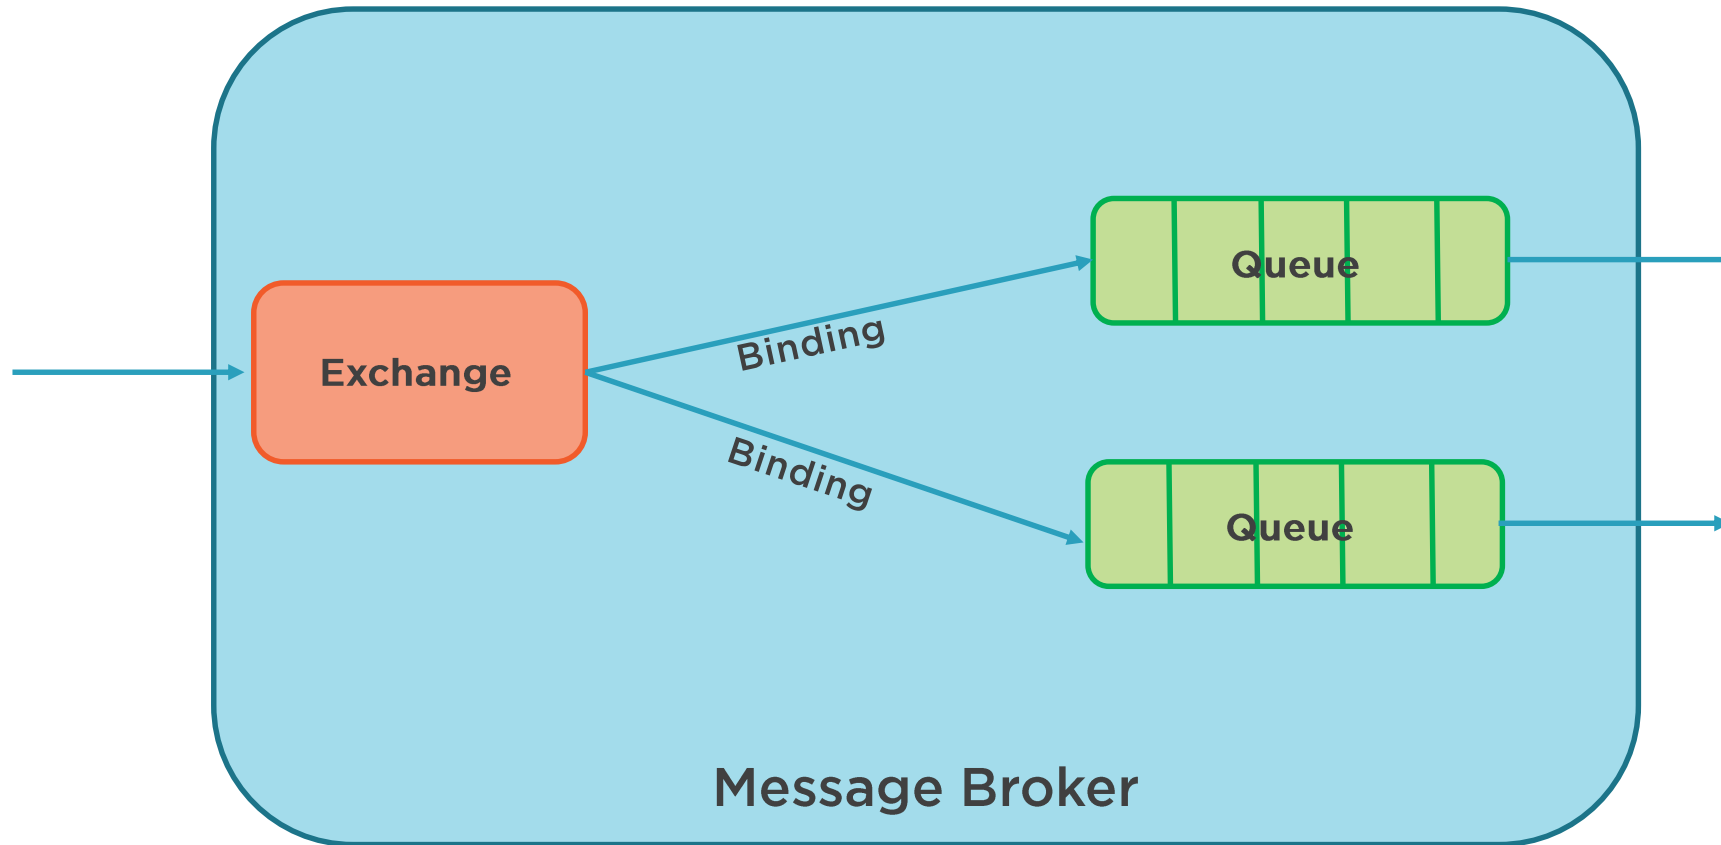 Queue
Binding
Exchange
Binding
Queue
Message Broker